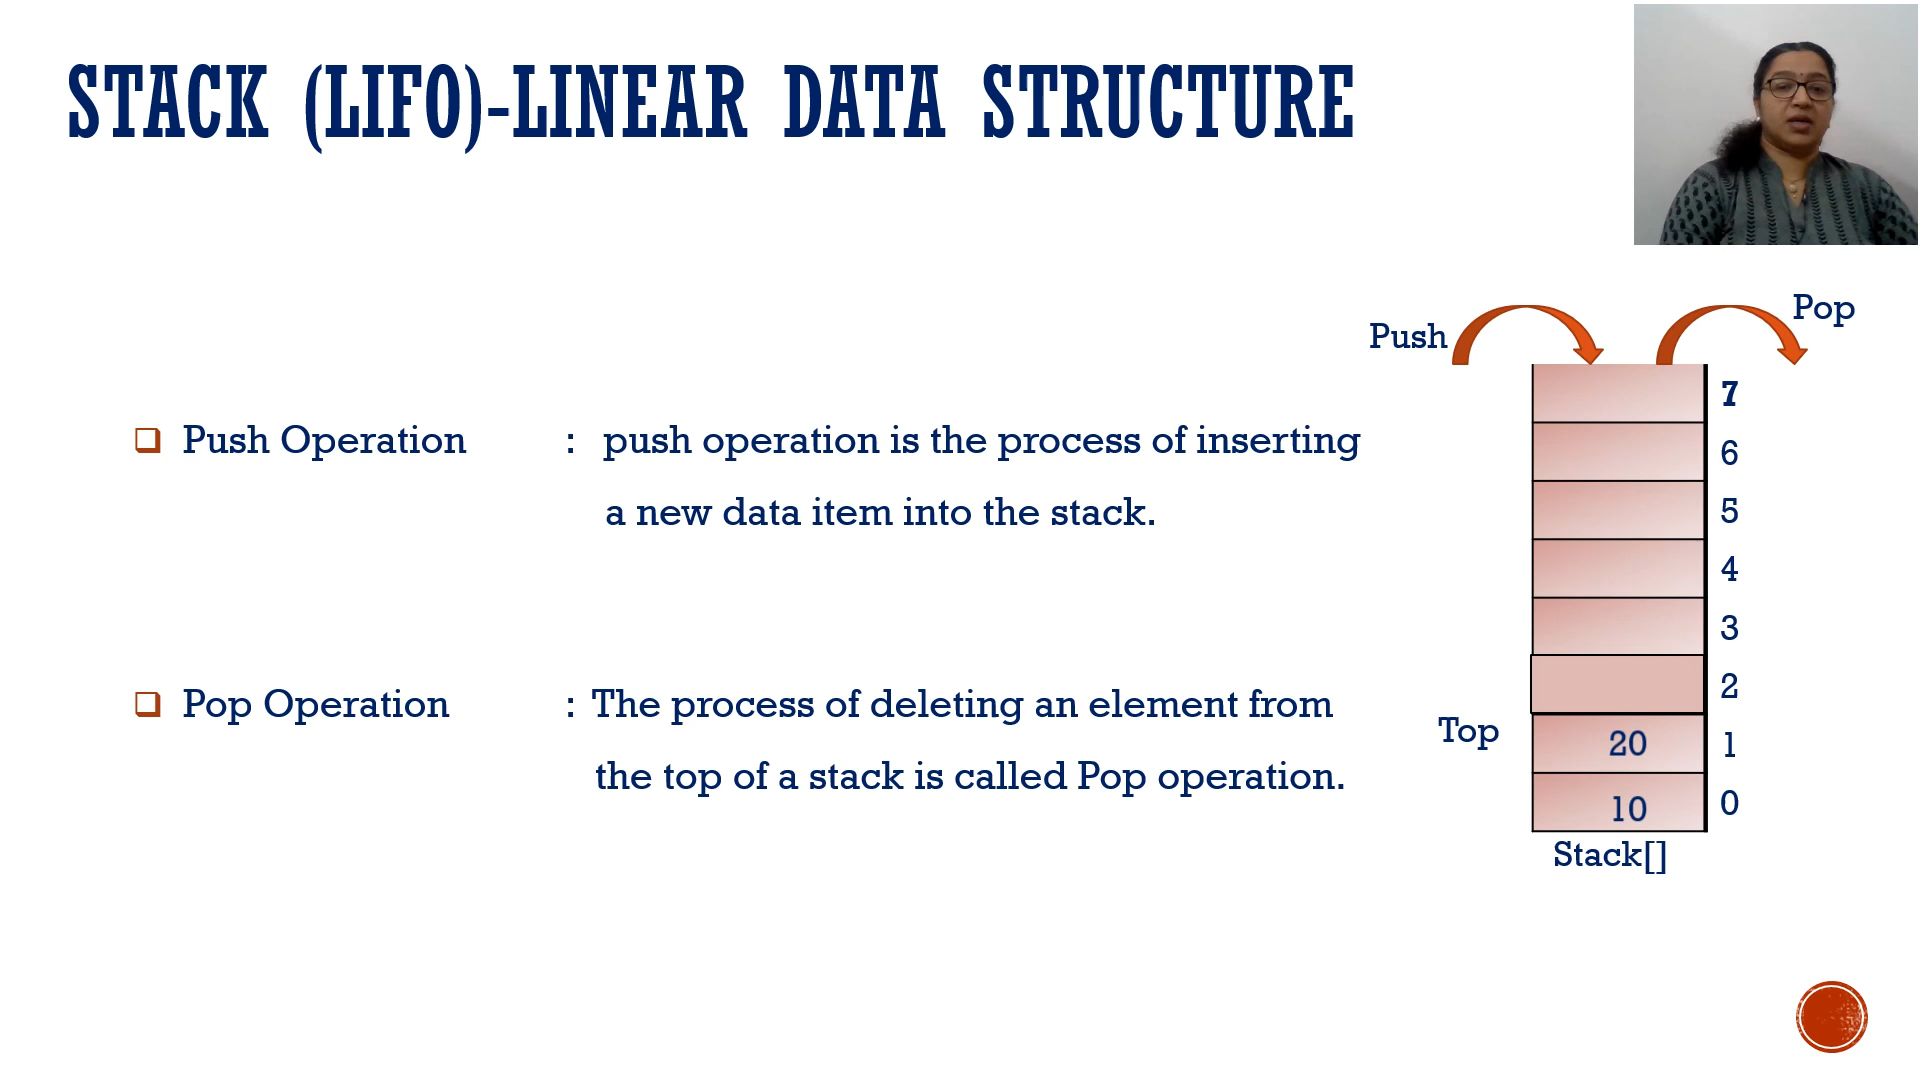 STACK (LIFO)-LINEAR DATA STRUCTURE
Push Operation : push operation is the process of inserting
a new data item into the stack.
Pop Operation : The process of deleting an element from
the top of a stack is called Pop operation.
Push
Pop
7
6
5
4
3
2
Top 20 1
10 0
Stack[]